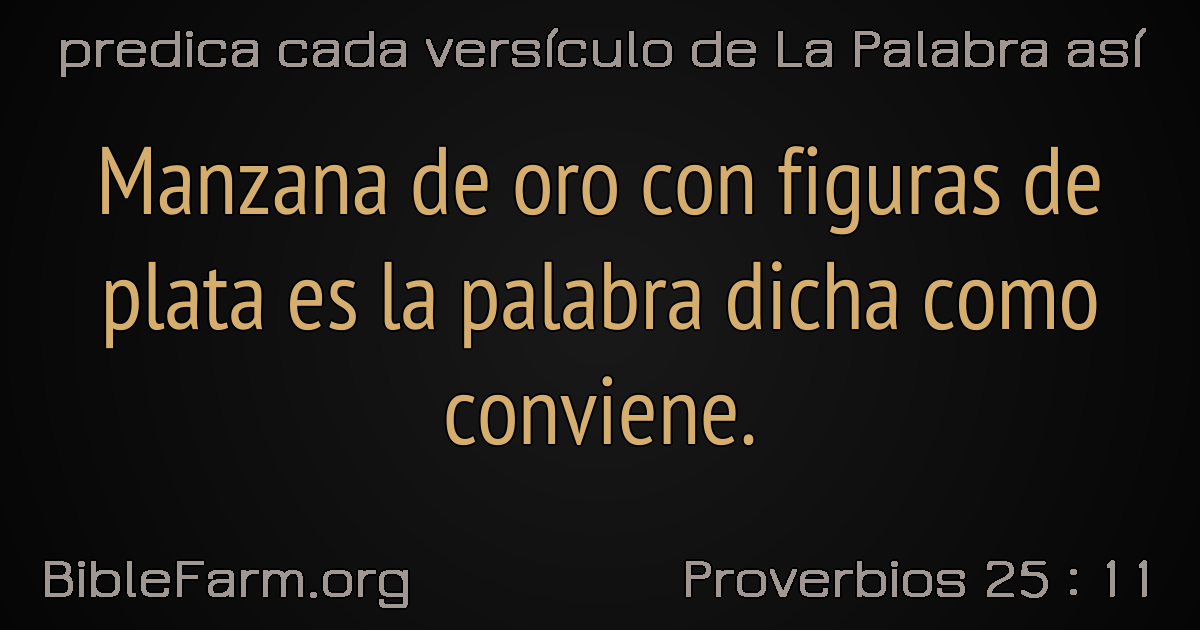 predica cada versículo de La Palabra así
Manzana de oro con figuras de
plata es la palabra dicha como
conviene.
BibleFarm.org
Proverbios 25 : 11